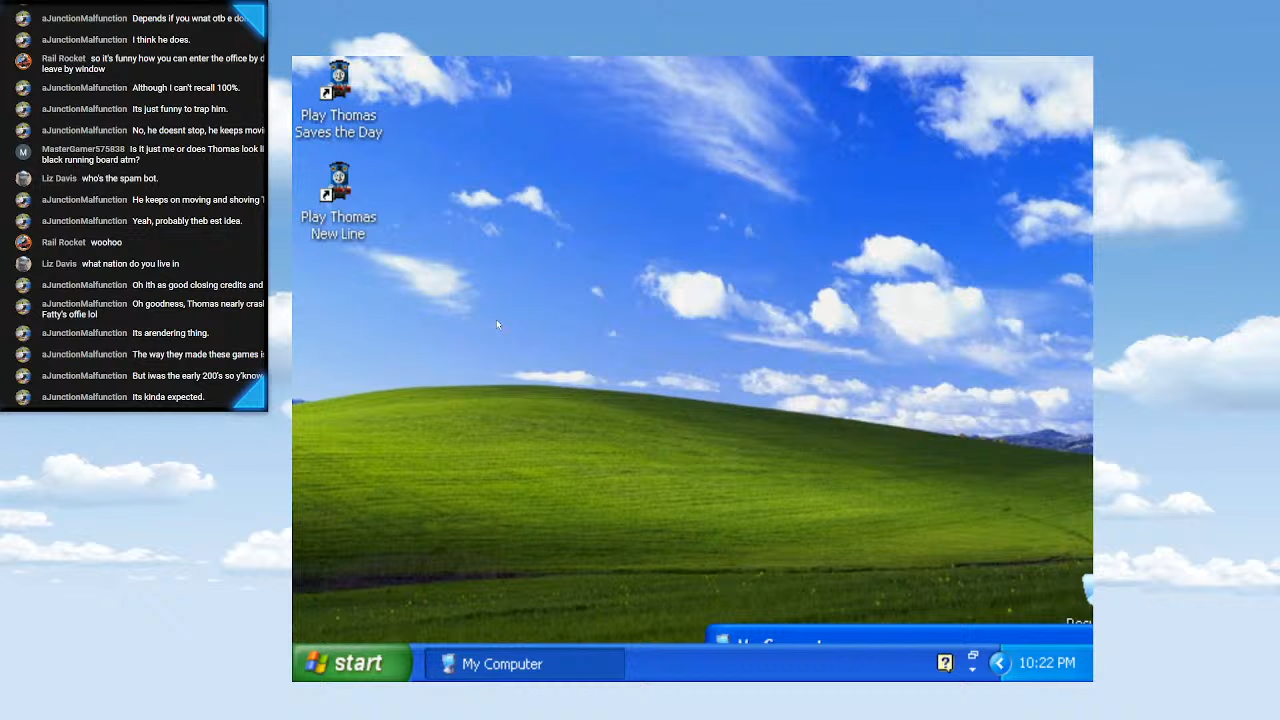 aJunctionMalfunction Depends if you wnat otb e do
aJunctionMalfunction I think he does.
Rail Rocket so it's funny how you can enter the office by d
leave by window
aJunctionMalfunction Although I can't recall 100%.
aJunctionMalfunction Its just funny to trap him.
aJunctionMalfunction No, he doesnt stop, he keeps movi
MasterGamer575838 Is it just me or does Thomas look li
black running board atm?
Liz Davis who's the spam bot.
aJunctionMalfunction He keeps on moving and shoving
aJunctionMalfunction Yeah, probably theb est idea.
Rail Rocket woohoo
Liz Davis what nation do you live in
aJunctionMalfunction Oh ith as good closing credits and
aJunctionMalfunction Oh goodness, Thomas nearly cras
Fatty's offie lol
aJunctionMalfunction Its arendering thing.
aJunctionMalfunction The way they made these games i
aJunctionMalfunction But iwas the early 200's so y'know
aJunctionMalfunction Its kinda expected.
M
Play Thomas
Saves the Day
Play Thomas
New Line
start
My Computer
10:22 PM